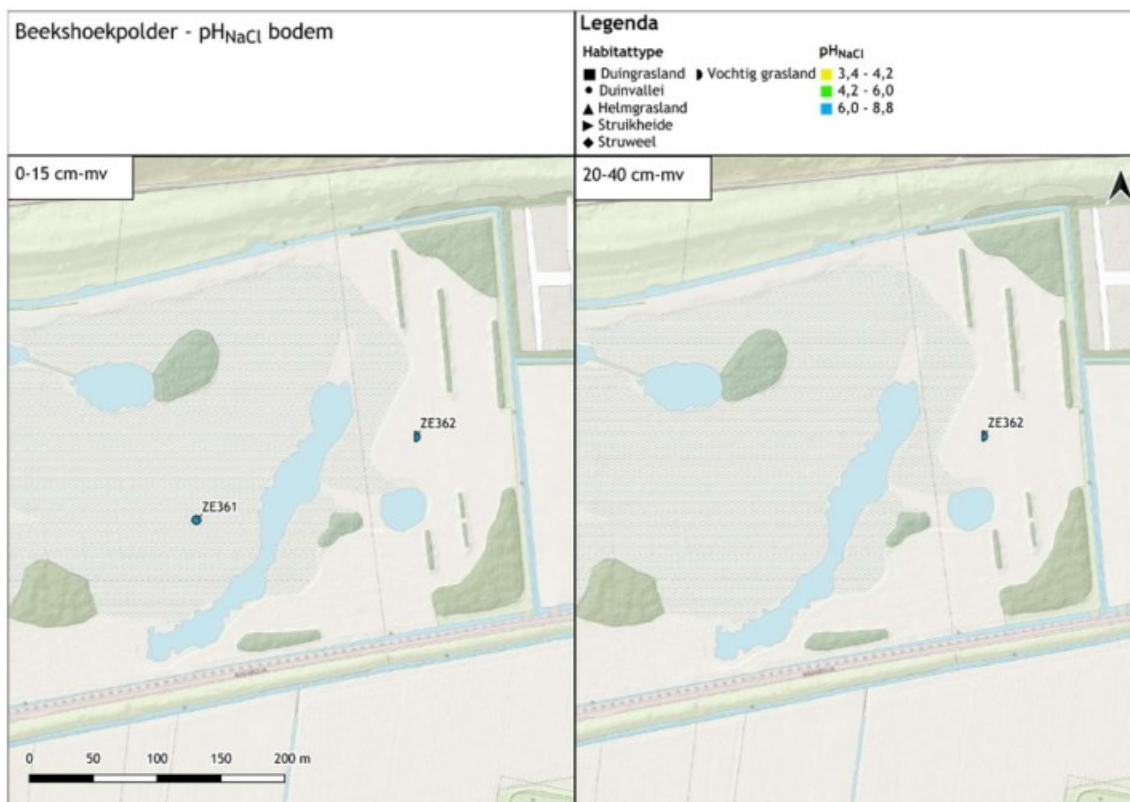 Beekshoekpolder - pHNaCl bodem
Legenda
Habitattype
Duingrasland
Duinvallei
Helmgrasland
Struikheide
Struweel
Vochtig grasland
pHNaCl
3,4 - 4,2
4,2 - 6,0
6,0 - 8,8
0-15 cm-mv
ZE362
ZE361
0 50 100 150 200 m
20-40 cm-mv
ZE362